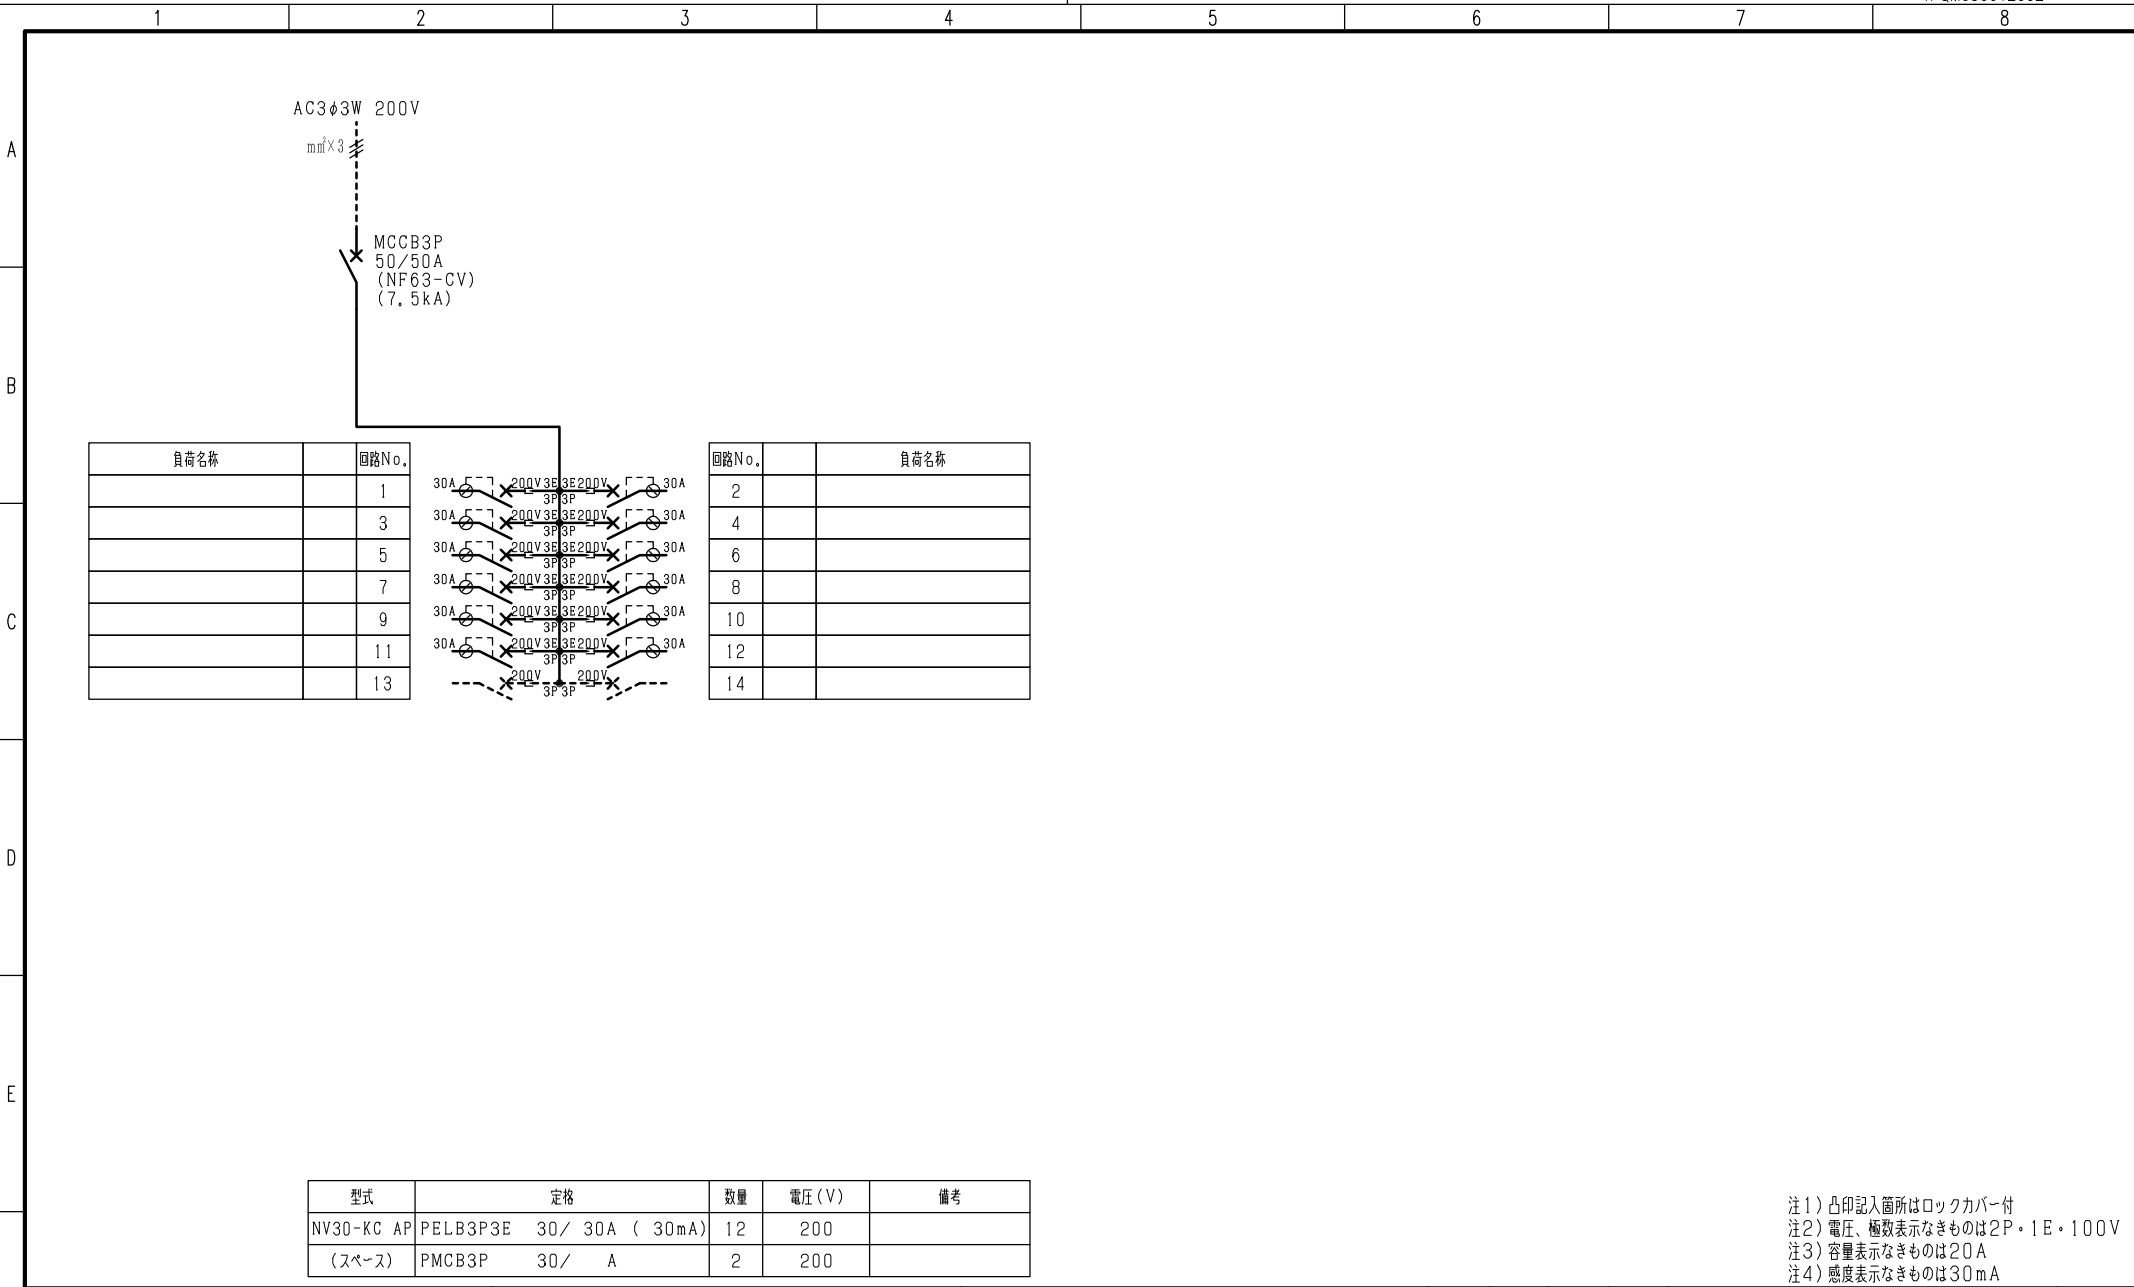 1 2 3 4 5 6 7 8
A
B
C
D
E
AC3φ3W 200V
mm²×3
MCCB3P
50/50A
(NF63-CV)
(7.5kA)
負荷名称 回路No. 回路No. 負荷名称
1 30A 200V 3E 3E 200V 30A 2
3P 3P
3 30A 200V 3E 3E 200V 30A 4
3P 3P
5 30A 200V 3E 3E 200V 30A 6
3P 3P
7 30A 200V 3E 3E 200V 30A 8
3P 3P
9 30A 200V 3E 3E 200V 30A 10
3P 3P
11 30A 200V 3E 3E 200V 30A 12
3P 3P
13 200V 200V 14
3P 3P
型式 定格 数量 電圧(V) 備考
NV30-KC AP PELB3P3E 30/ 30A ( 30mA) 12 200
(スペース) PMCB3P 30/ A 2 200
注1)凸印記入箇所はロックカバー付
注2)電圧、極数表示なきものは2P・1E・100V
注3)容量表示なきものは20A
注4)感度表示なきものは30mA